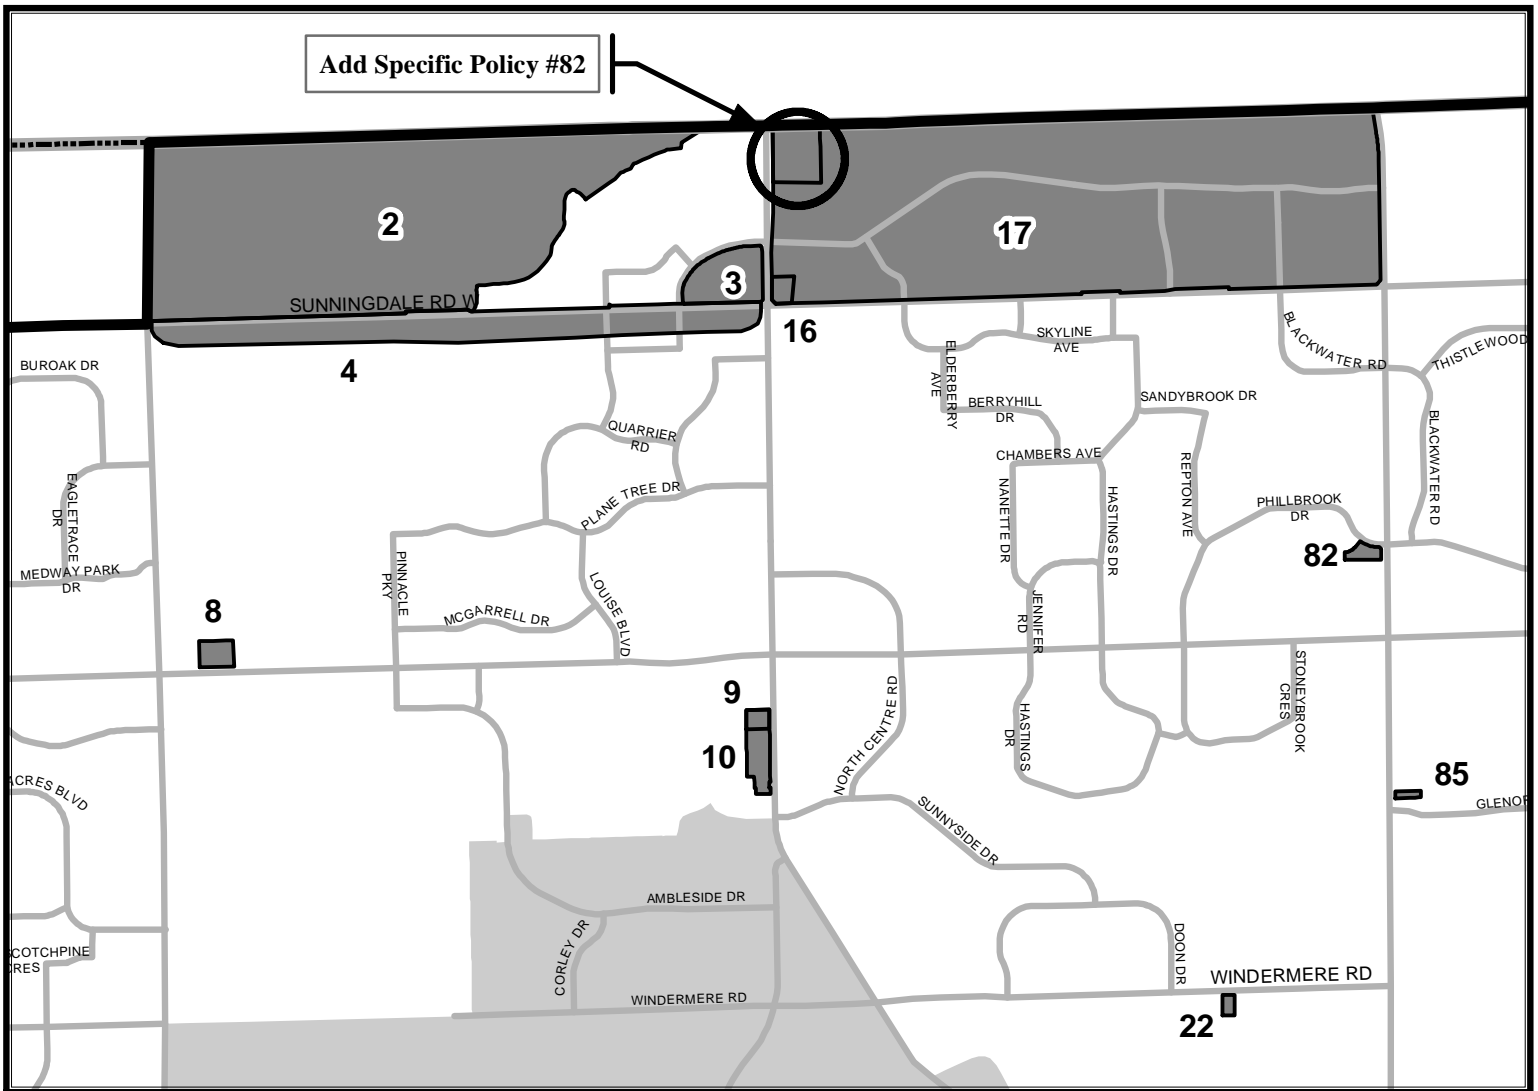 Add Specific Policy #82
2
17
3
SUNNINGDALE RD W
16
4
BUROAK DR
SKYLINE
AVE
BLACKWATER RD
THISTLEWOOD
ELDERBERRY
AVE
BERRYHILL
DR
SANDYBROOK DR
QUARRIER
RD
CHAMBERS AVE
BLACKWATER RD
EAGLETRACE
DR
PLANE TREE DR
NANETTE DR
HASTINGS DR
REPTON AVE
PHILLBROOK
DR
82
MEDWAY PARK
DR
PINNACLE
PKY
LOUISE BLVD
8
MCGARRELL DR
JENNIFER
RD
STONEYBROOK
CRES
9
10
NORTH CENTRE RD
HASTINGS
DR
ACRES BLVD
85
GLENOR
SUNNYSIDE DR
AMBLESIDE DR
CORLEY DR
SCOTCHPINE
CRES
DOON DR
WINDERMERE RD
WINDERMERE RD
22